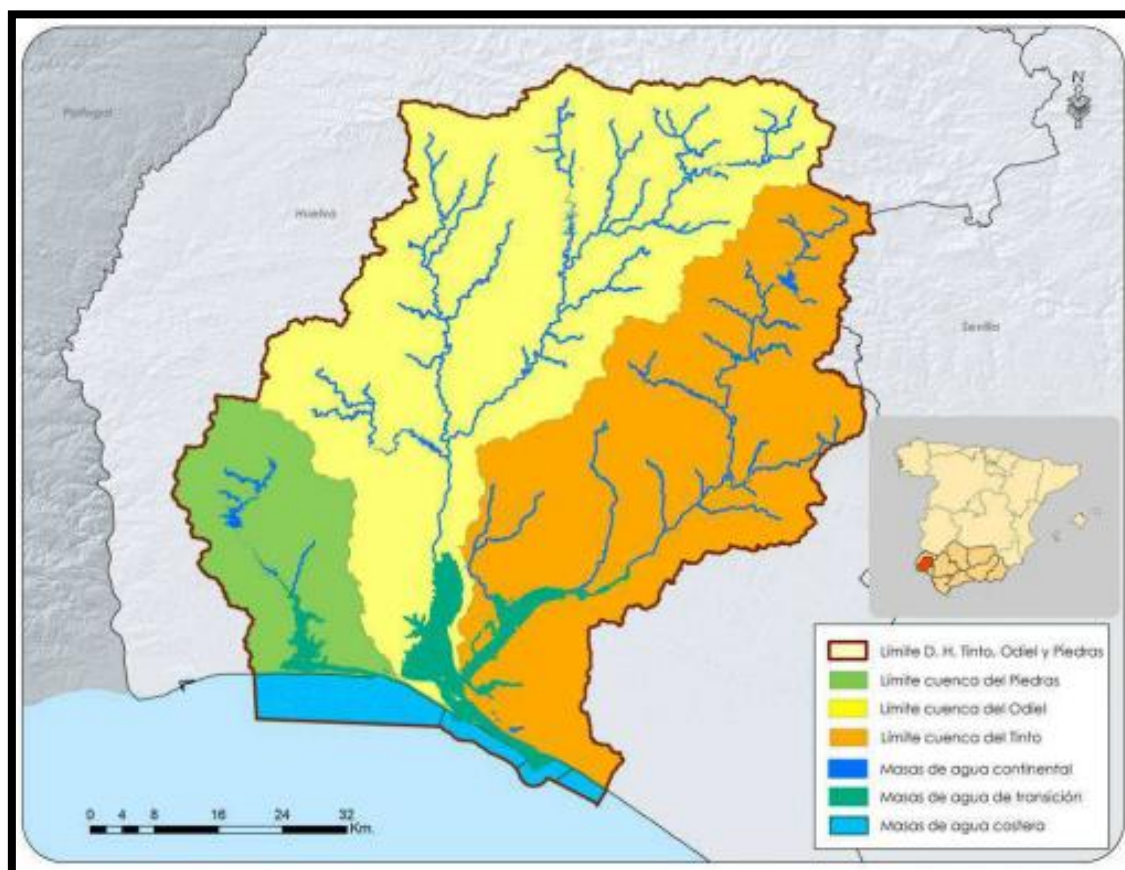 Portugal
N
Huelva
Sevilla
Límite D. H. Tinto, Odiel y Piedras
Límite cuenca del Piedras
Límite cuenca del Odiel
Límite cuenca del Tinto
Masas de agua continental
Masas de agua de transición
Masas de agua costera
0 4 8 16 24 32
Km.